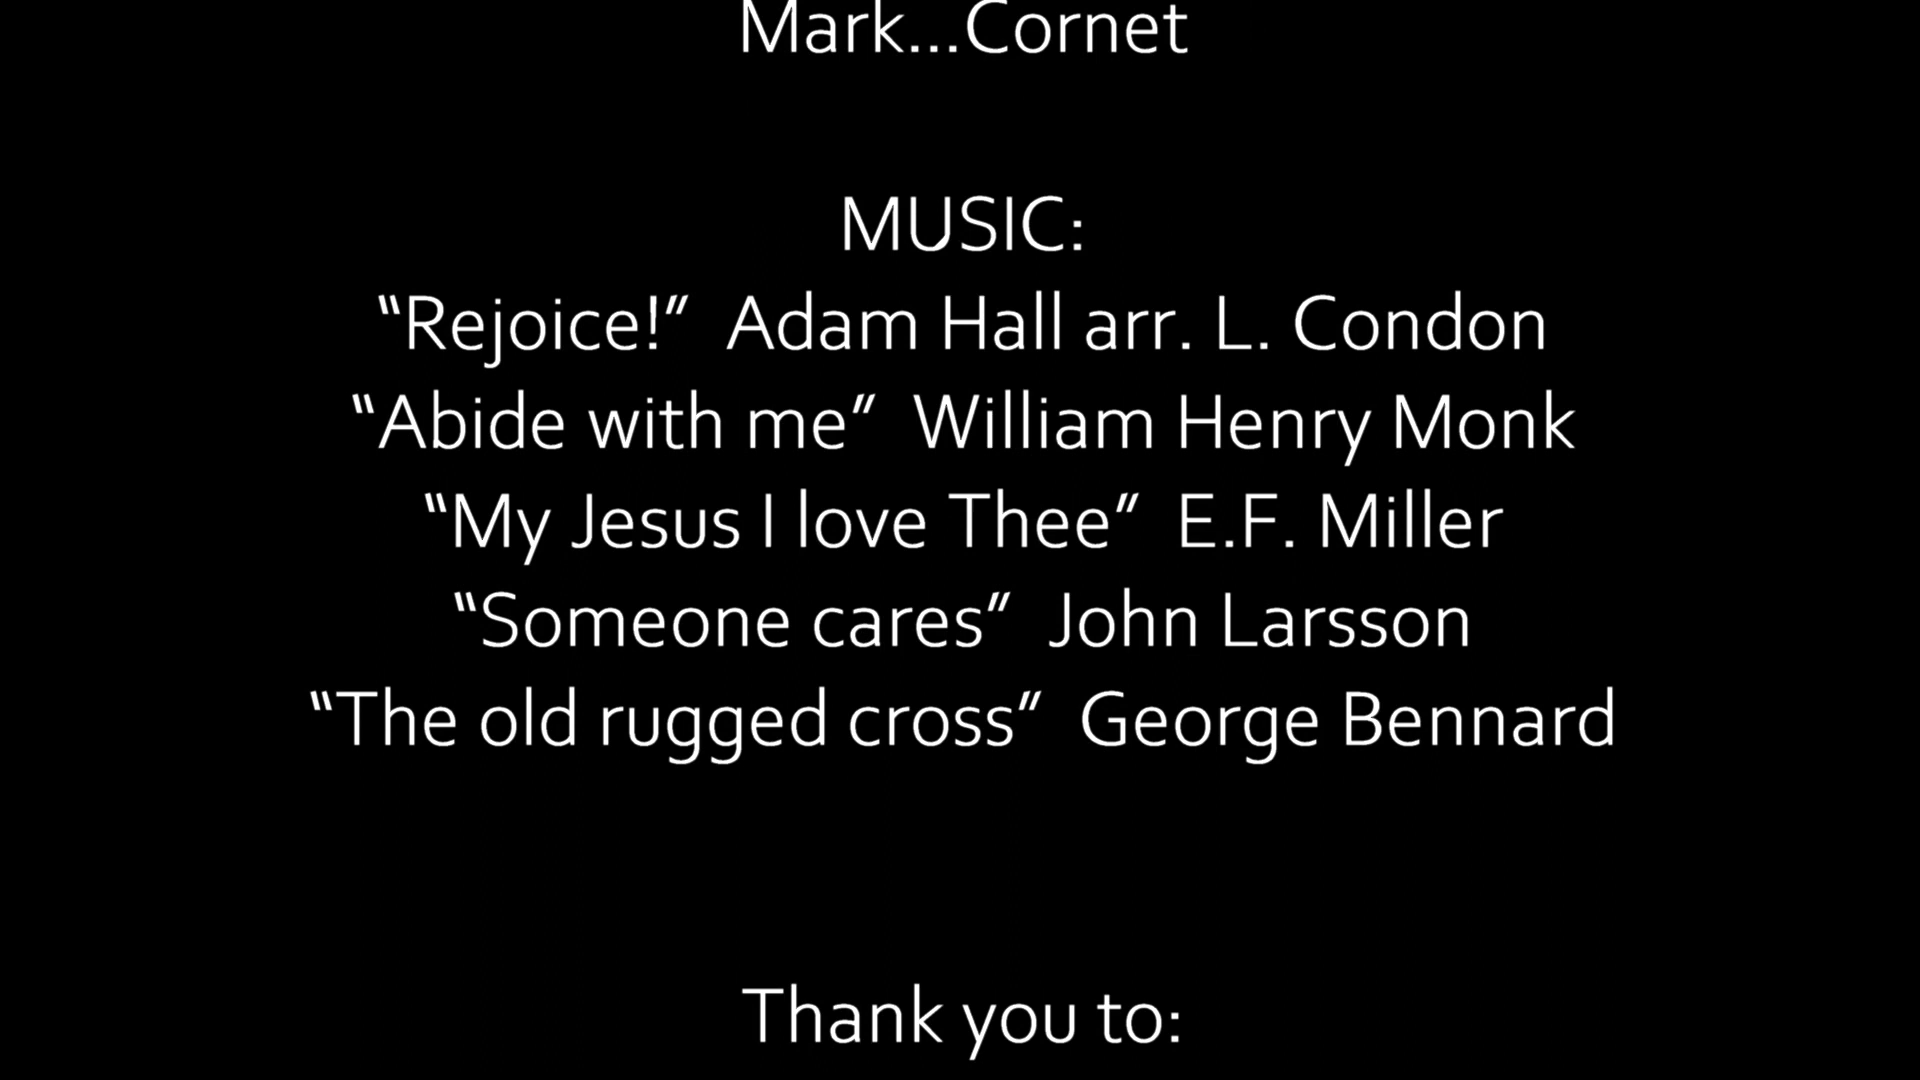 Mark...Cornet
MUSIC:
“Rejoice!” Adam Hall arr. L. Condon
“Abide with me” William Henry Monk
“My Jesus I love Thee” E.F. Miller
“Someone cares” John Larsson
“The old rugged cross” George Bennard
Thank you to: